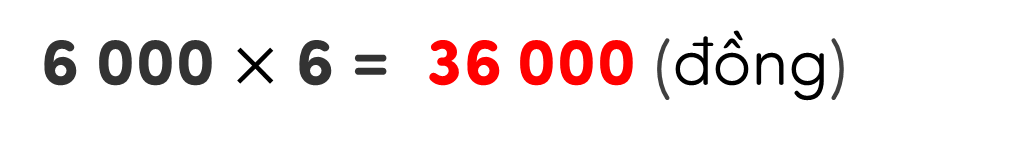 6 000 × 6 = 36 000 (đồng)